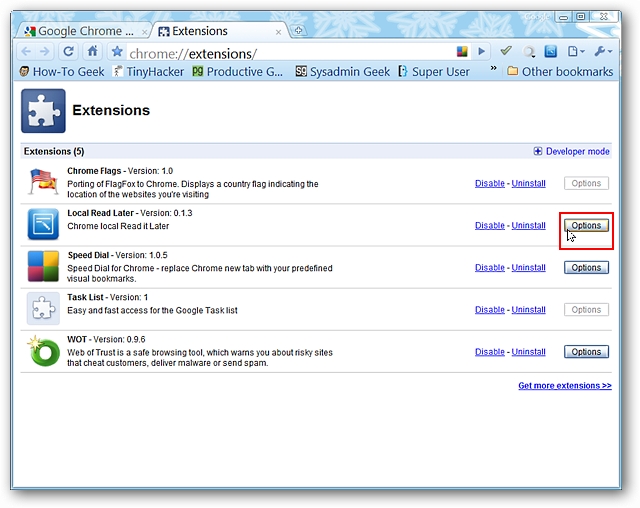 Google Chrome ...
Extensions
chrome://extensions/
How-To Geek
TinyHacker
Productive G...
Sysadmin Geek
Super User
»
Other bookmarks
Extensions
Extensions (5)
Developer mode
Chrome Flags - Version: 1.0
Porting of FlagFox to Chrome. Displays a country flag indicating the
location of the websites you're visiting
Disable - Uninstall
Options
Local Read Later - Version: 0.1.3
Chrome local Read it Later
Disable - Uninstall
Options
Speed Dial - Version: 1.0.5
Speed Dial for Chrome - replace Chrome new tab with your predefined
visual bookmarks.
Disable - Uninstall
Options
Task List - Version: 1
Easy and fast access for the Google Task list
Disable - Uninstall
Options
WOT - Version: 0.9.6
Web of Trust is a safe browsing tool, which warns you about risky sites
that cheat customers, deliver malware or send spam.
Disable - Uninstall
Options
Get more extensions >>